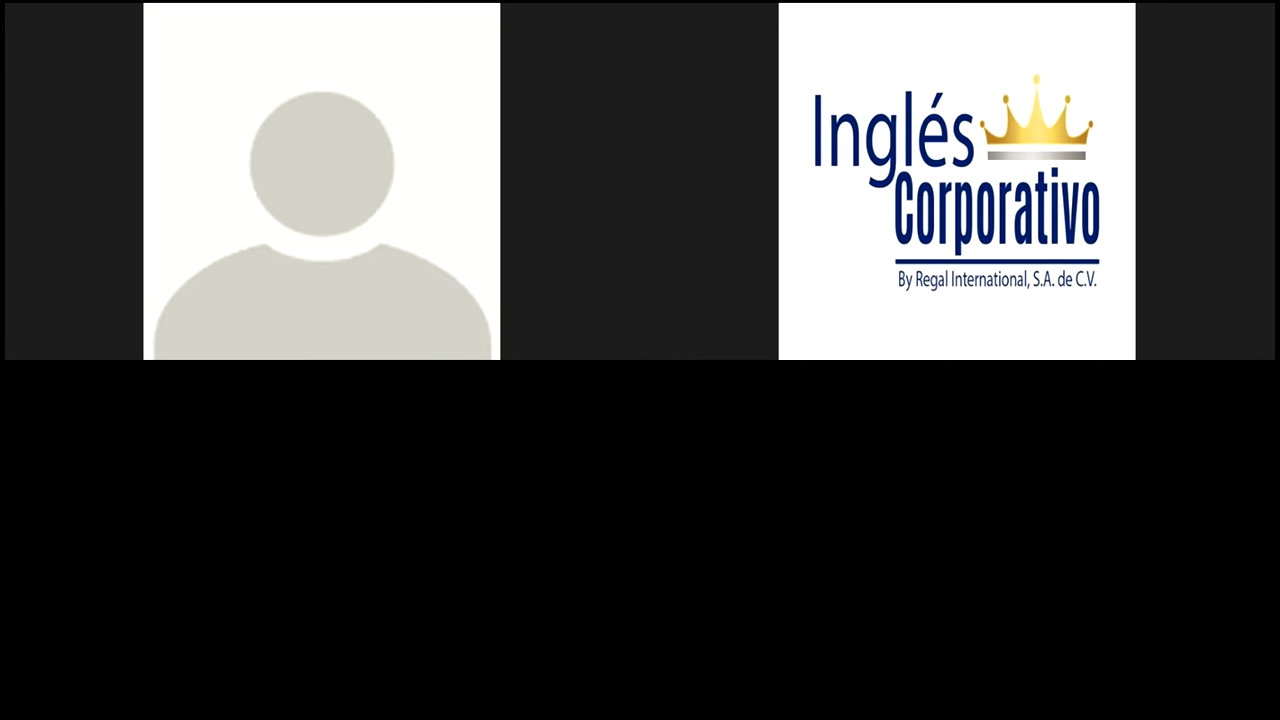 Inglés
Corporativo
By Regal International, S.A. de C.V.